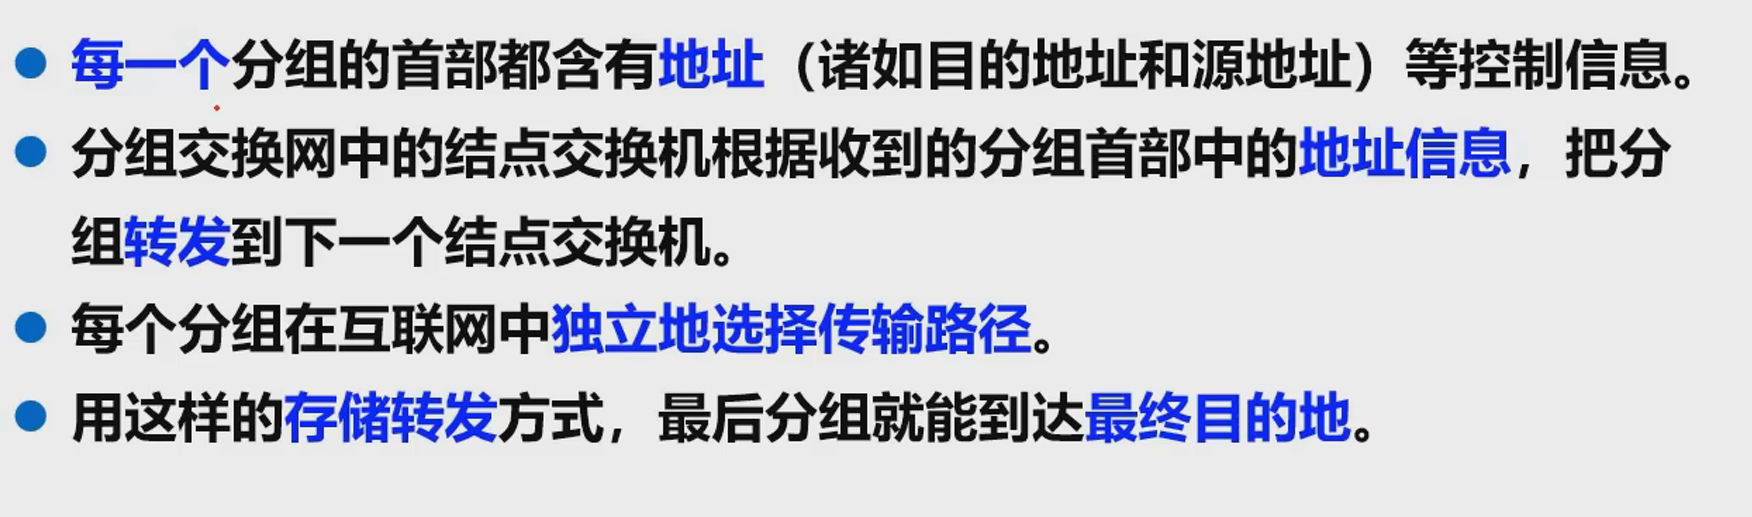 每一个分组的首部都含有地址（诸如目的地址和源地址）等控制信息。
分组交换网中的结点交换机根据收到的分组首部中的地址信息，把分
组转发到下一个结点交换机。
每个分组在互联网中独立地选择传输路径。
用这样的存储转发方式，最后分组就能到达最终目的地。